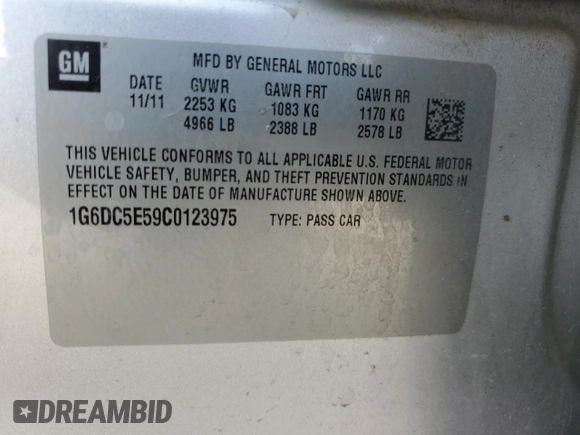 GM
MFD BY GENERAL MOTORS LLC
DATE GVWR GAWR FRT GAWR RR
11/11 2253 KG 1083 KG 1170 KG
4966 LB 2388 LB 2578 LB
THIS VEHICLE CONFORMS TO ALL APPLICABLE U.S. FEDERAL MOTOR
VEHICLE SAFETY, BUMPER, AND THEFT PREVENTION STANDARDS IN
EFFECT ON THE DATE OF MANUFACTURE SHOWN ABOVE.
1G6DC5E59C0123975 TYPE: PASS CAR
DREAMBID